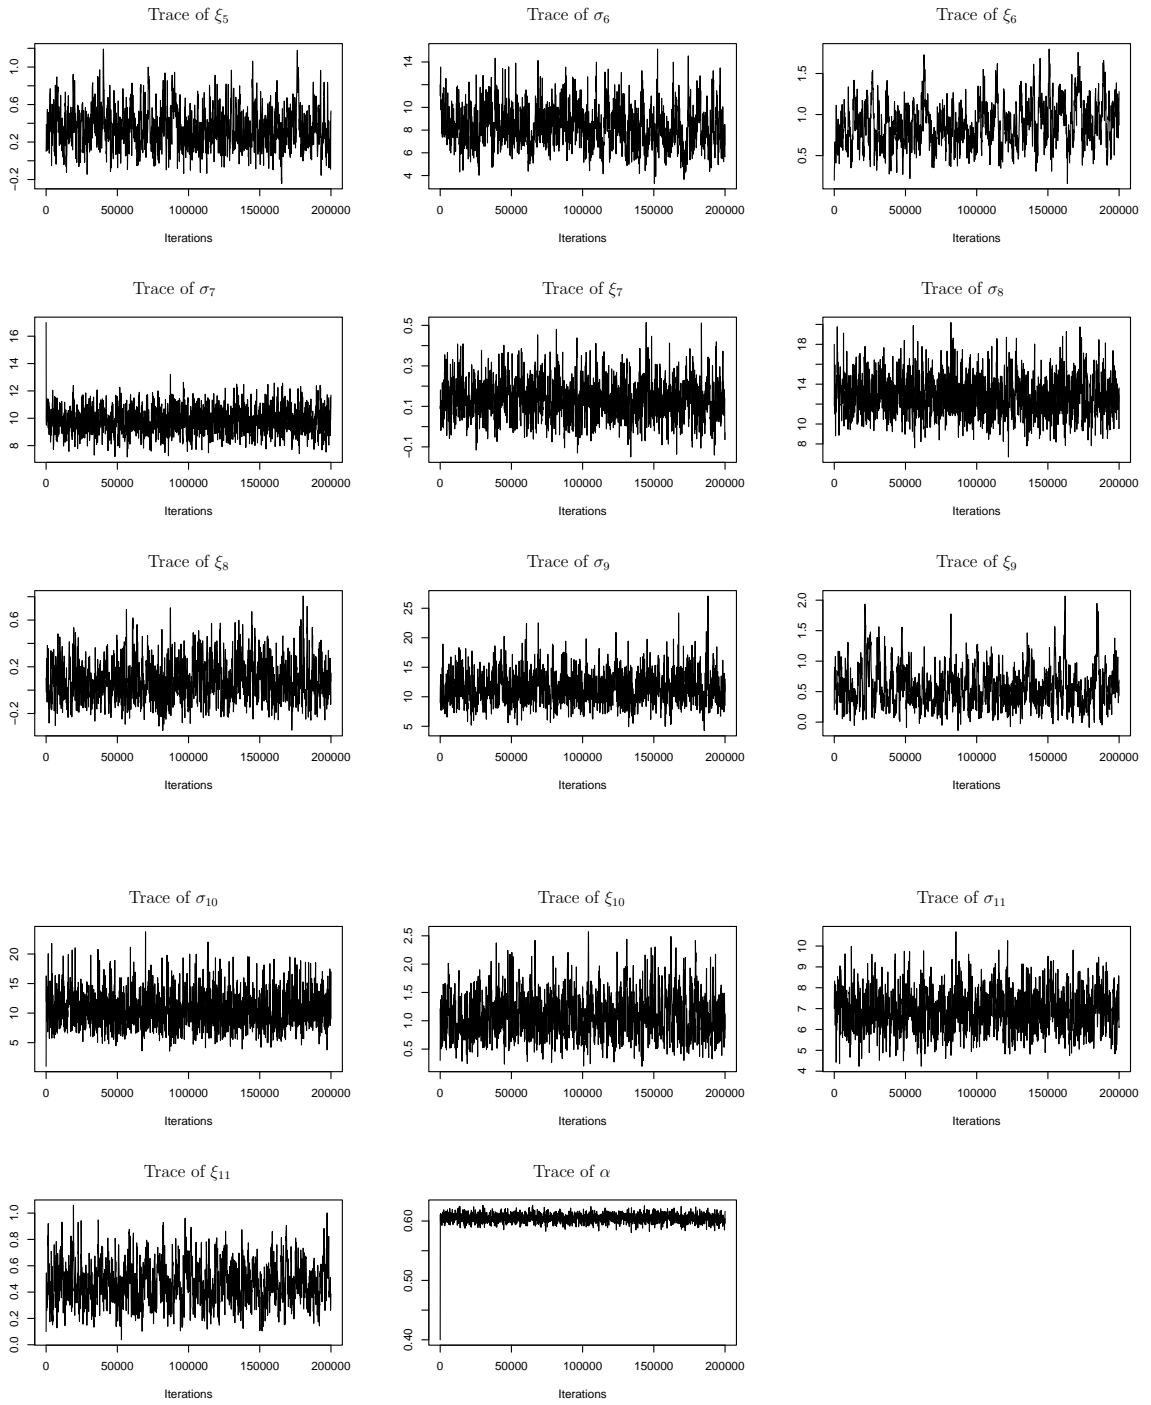 Trace of ξ₅ Trace of σ₆ Trace of ξ₆
−0.2 0.2 0.6 1.0
4 6 8 10 12 14
0.5 1.0 1.5
0 50000 100000 150000 200000 0 50000 100000 150000 200000 0 50000 100000 150000 200000
Iterations Iterations Iterations
Trace of σ₇ Trace of ξ₇ Trace of σ₈
8 10 12 14 16
−0.1 0.1 0.3 0.5
8 10 14 18
0 50000 100000 150000 200000 0 50000 100000 150000 200000 0 50000 100000 150000 200000
Iterations Iterations Iterations
Trace of ξ₈ Trace of σ₉ Trace of ξ₉
−0.2 0.2 0.6
5 10 15 20 25
0.0 0.5 1.0 1.5 2.0
0 50000 100000 150000 200000 0 50000 100000 150000 200000 0 50000 100000 150000 200000
Iterations Iterations Iterations
Trace of σ₁₀ Trace of ξ₁₀ Trace of σ₁₁
5 10 15 20
0.5 1.0 1.5 2.0 2.5
4 5 6 7 8 9 10
0 50000 100000 150000 200000 0 50000 100000 150000 200000 0 50000 100000 150000 200000
Iterations Iterations Iterations
Trace of ξ₁₁ Trace of α
0.0 0.2 0.4 0.6 0.8 1.0
0.40 0.50 0.60
0 50000 100000 150000 200000 0 50000 100000 150000 200000
Iterations Iterations